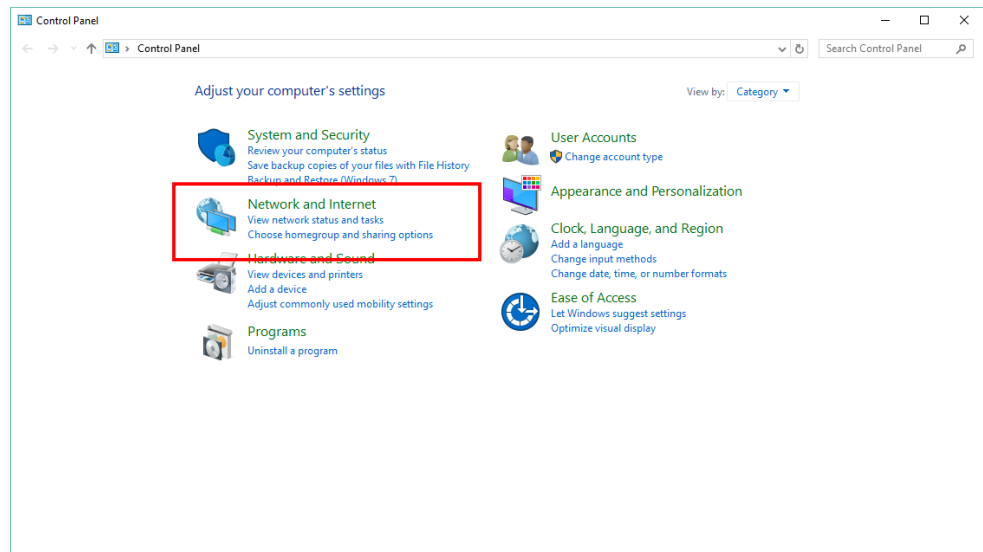 Control Panel
Control Panel
Search Control Panel
Adjust your computer's settings
View by: Category
System and Security
Review your computer's status
Save backup copies of your files with File History
Backup and Restore (Windows 7)
Network and Internet
View network status and tasks
Choose homegroup and sharing options
Hardware and Sound
View devices and printers
Add a device
Adjust commonly used mobility settings
Programs
Uninstall a program
User Accounts
Change account type
Appearance and Personalization
Clock, Language, and Region
Add a language
Change input methods
Change date, time, or number formats
Ease of Access
Let Windows suggest settings
Optimize visual display